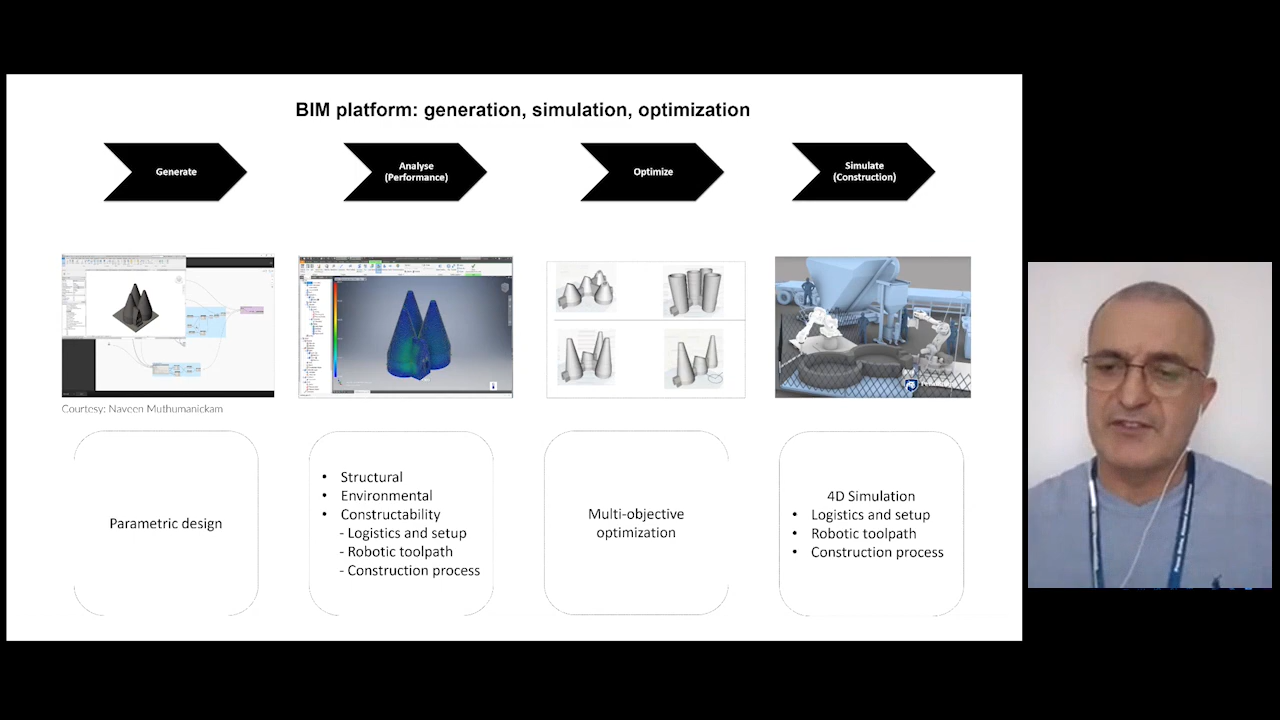 BIM platform: generation, simulation, optimization
Generate
Analyse
(Performance)
Optimize
Simulate
(Construction)
Courtesy: Naveen Muthumanickam
Parametric design
• Structural
• Environmental
• Constructability
- Logistics and setup
- Robotic toolpath
- Construction process
Multi-objective
optimization
4D Simulation
• Logistics and setup
• Robotic toolpath
• Construction process